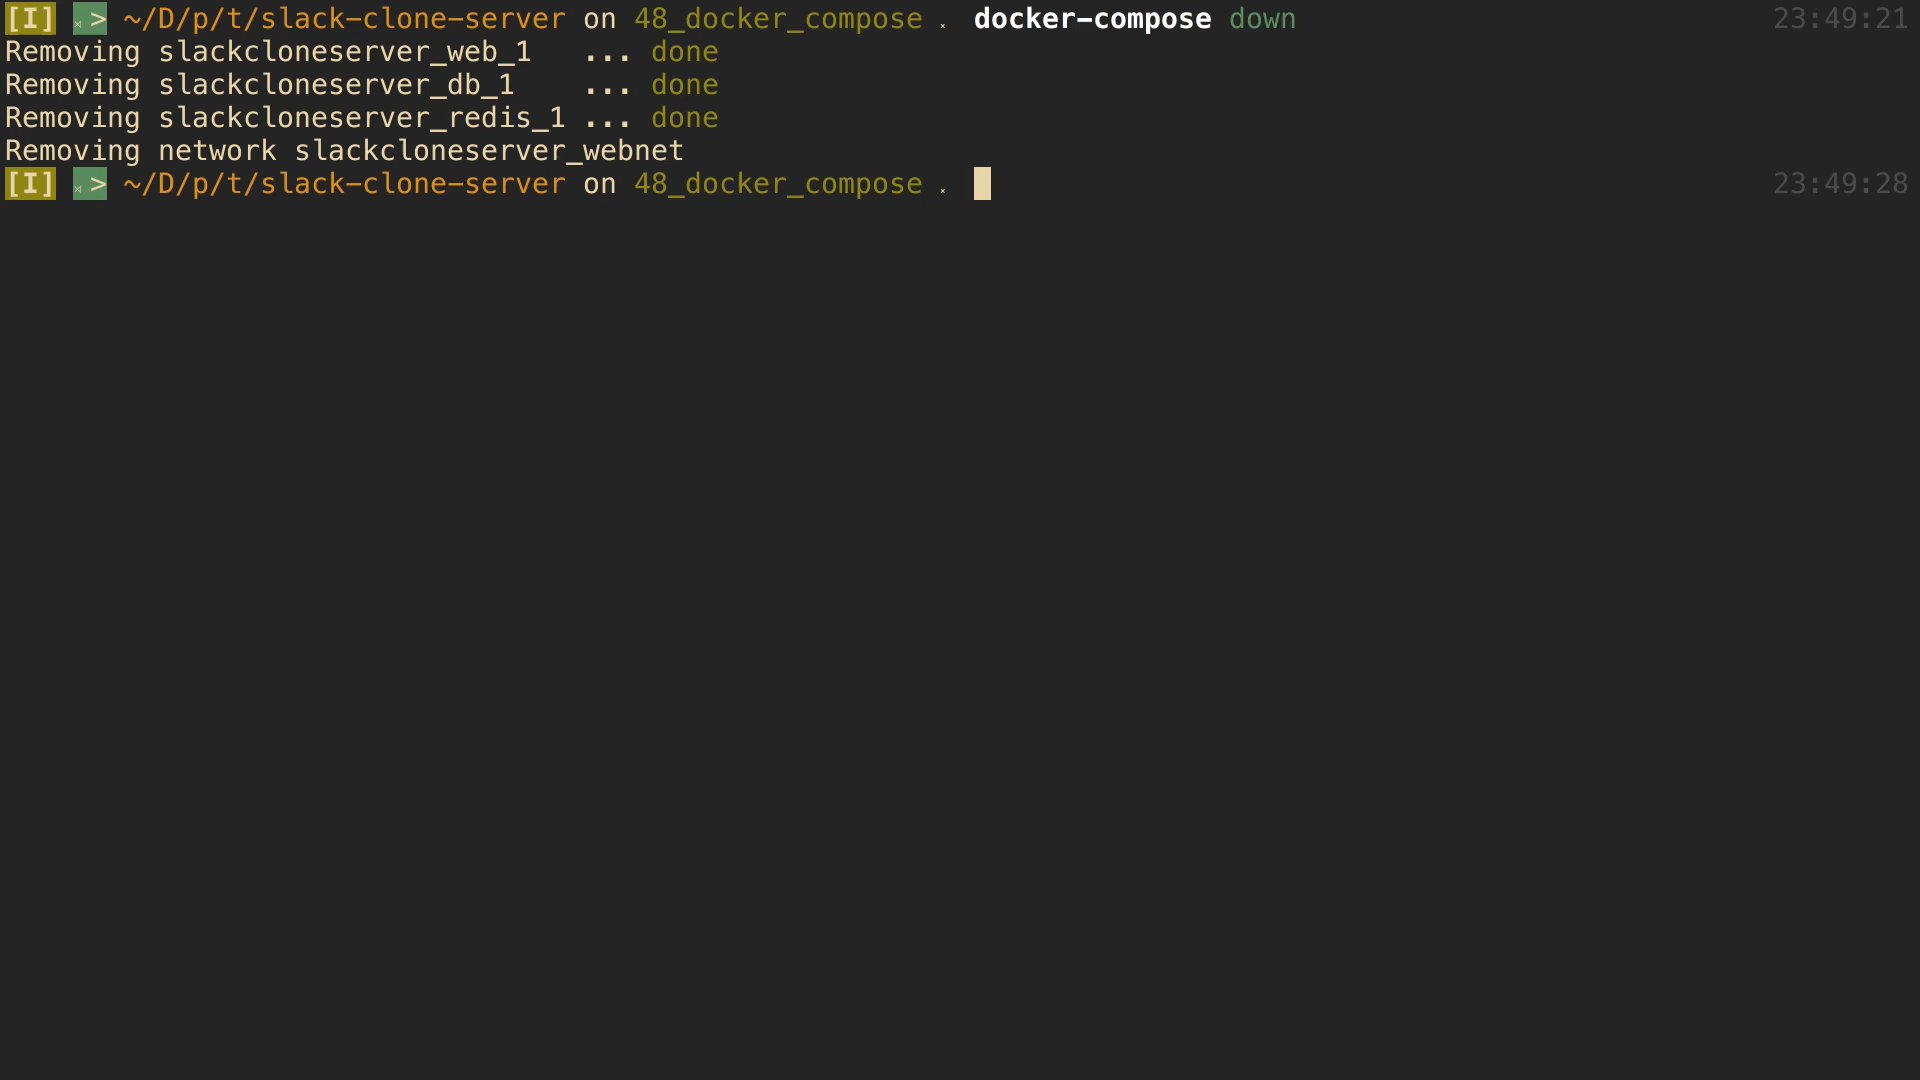 [I] > ~/D/p/t/slack-clone-server on 48_docker_compose docker-compose down 23:49:21
Removing slackcloneserver_web_1 ... done
Removing slackcloneserver_db_1 ... done
Removing slackcloneserver_redis_1 ... done
Removing network slackcloneserver_webnet
[I] > ~/D/p/t/slack-clone-server on 48_docker_compose 23:49:28